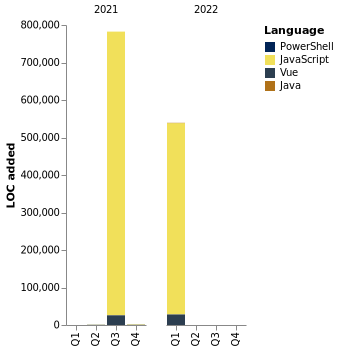 2021 2022
Language
PowerShell
JavaScript
Vue
Java
LOC added
800,000
700,000
600,000
500,000
400,000
300,000
200,000
100,000
0
Q1 Q2 Q3 Q4 Q1 Q2 Q3 Q4